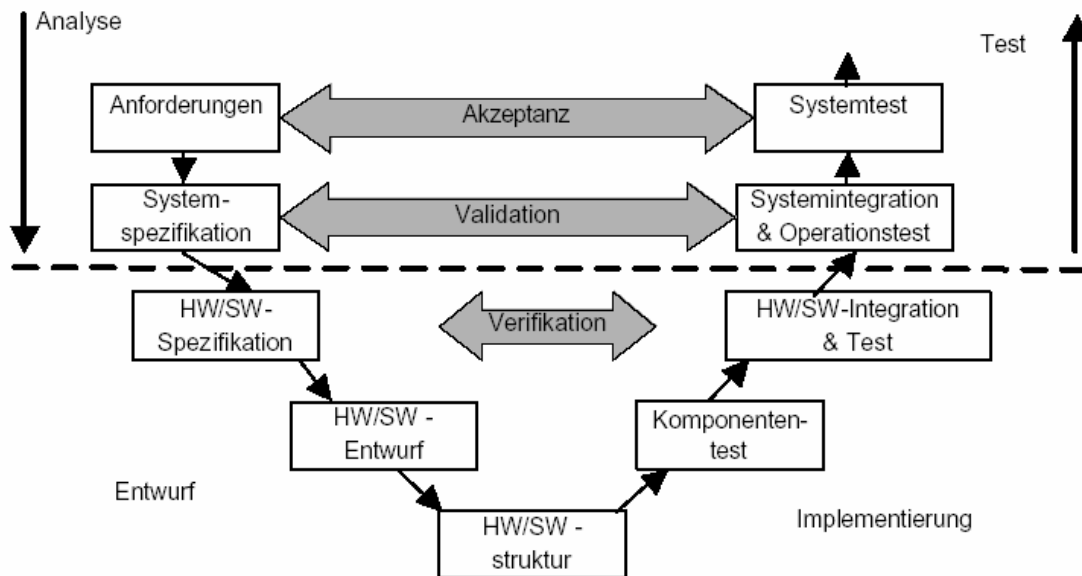 Analyse
Test
Anforderungen
Akzeptanz
Systemtest
System-
spezifikation
Validation
Systemintegration
& Operationstest
HW/SW-
Spezifikation
Verifikation
HW/SW-Integration
& Test
HW/SW -
Entwurf
Komponenten-
test
Entwurf
HW/SW -
struktur
Implementierung